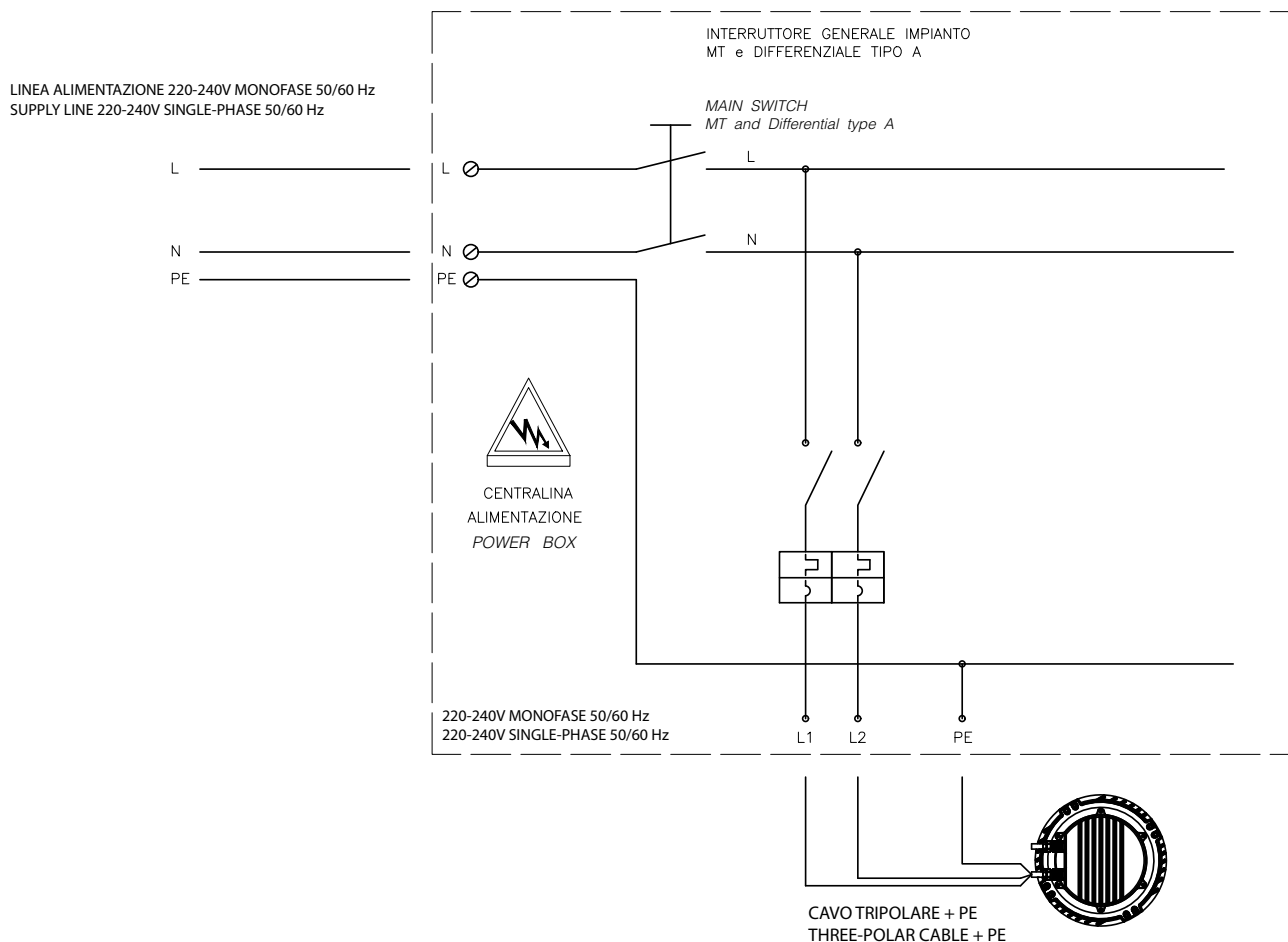 INTERRUTTORE GENERALE IMPIANTO
MT e DIFFERENZIALE TIPO A
LINEA ALIMENTAZIONE 220-240V MONOFASE 50/60 Hz
SUPPLY LINE 220-240V SINGLE-PHASE 50/60 Hz
MAIN SWITCH
MT and Differential type A
L
L
L
N
N
N
PE
PE
CENTRALINA
ALIMENTAZIONE
POWER BOX
220-240V MONOFASE 50/60 Hz
220-240V SINGLE-PHASE 50/60 Hz
L1
L2
PE
CAVO TRIPOLARE + PE
THREE-POLAR CABLE + PE